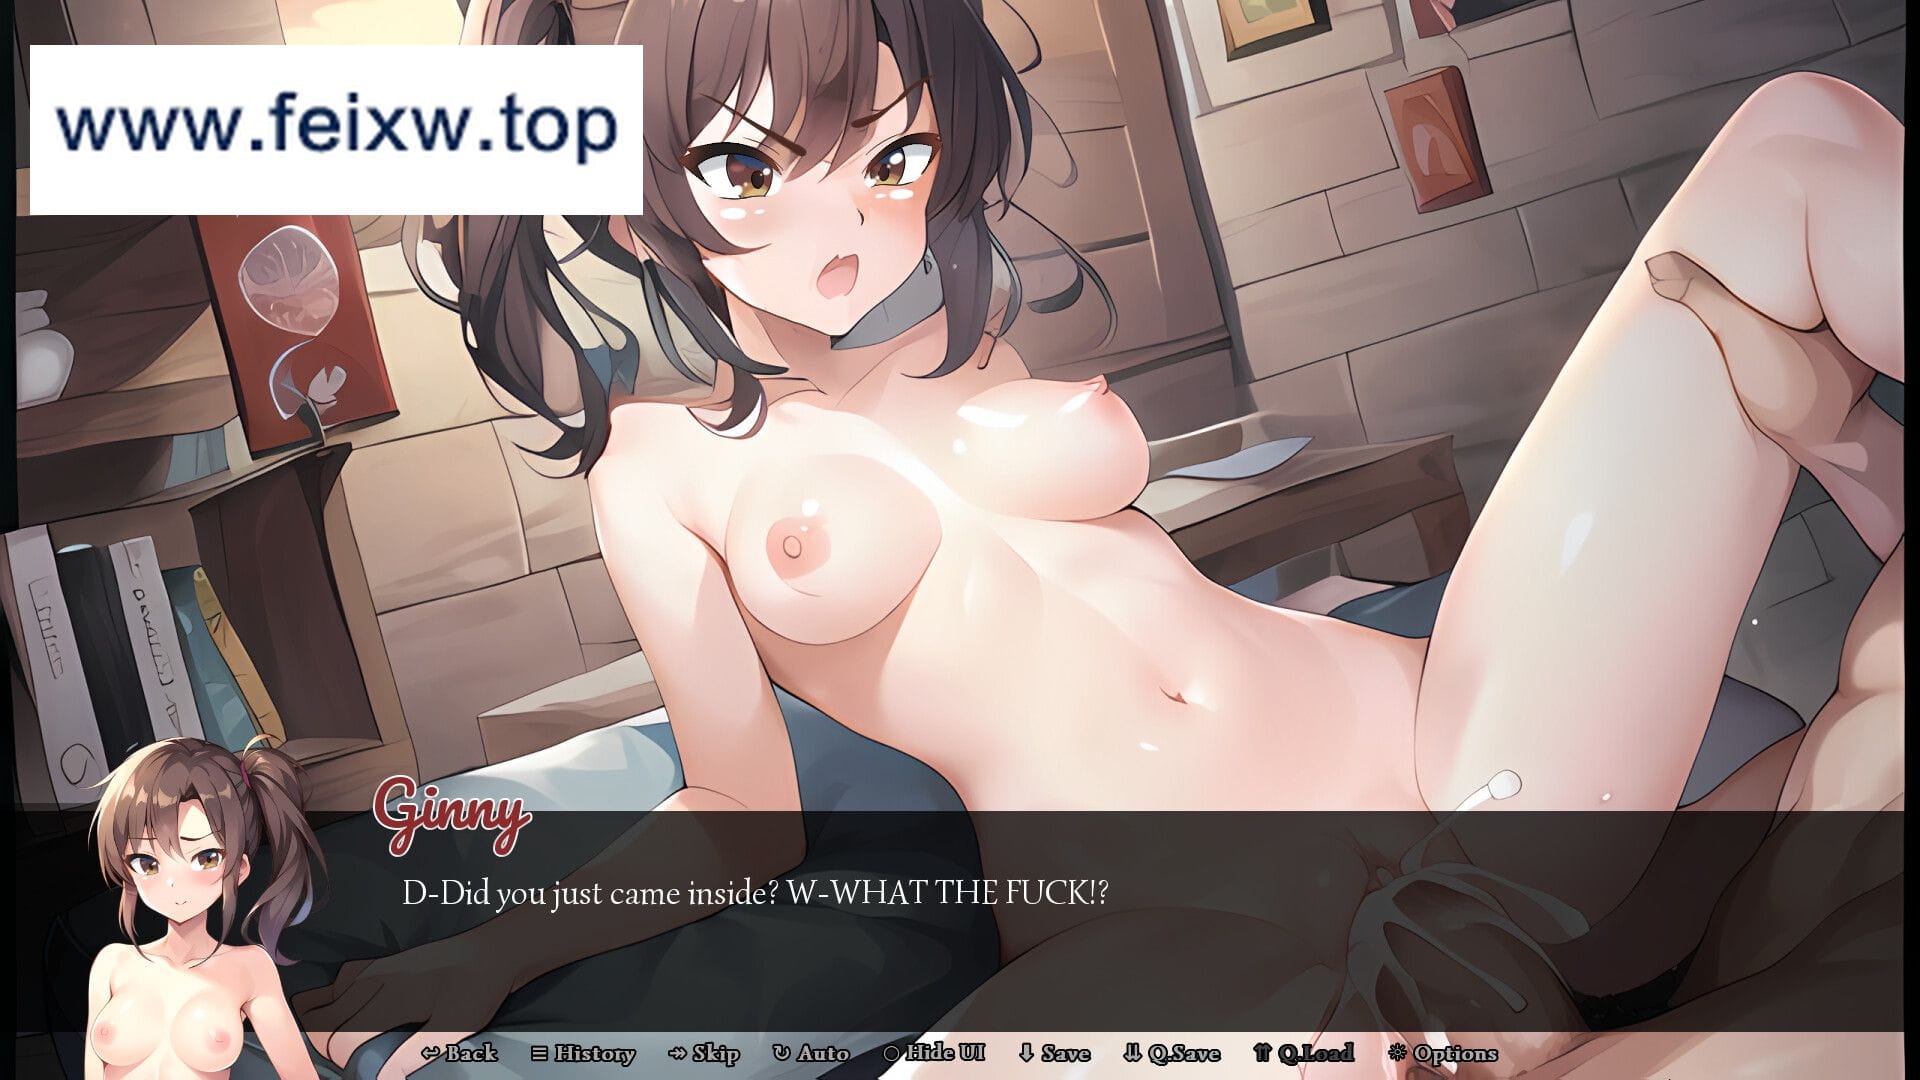 www.feixw.top
Ginny
D-Did you just came inside? W-WHAT THE FUCK!?
Back History Skip Auto Hide UI Save Q.Save Q.Load Options